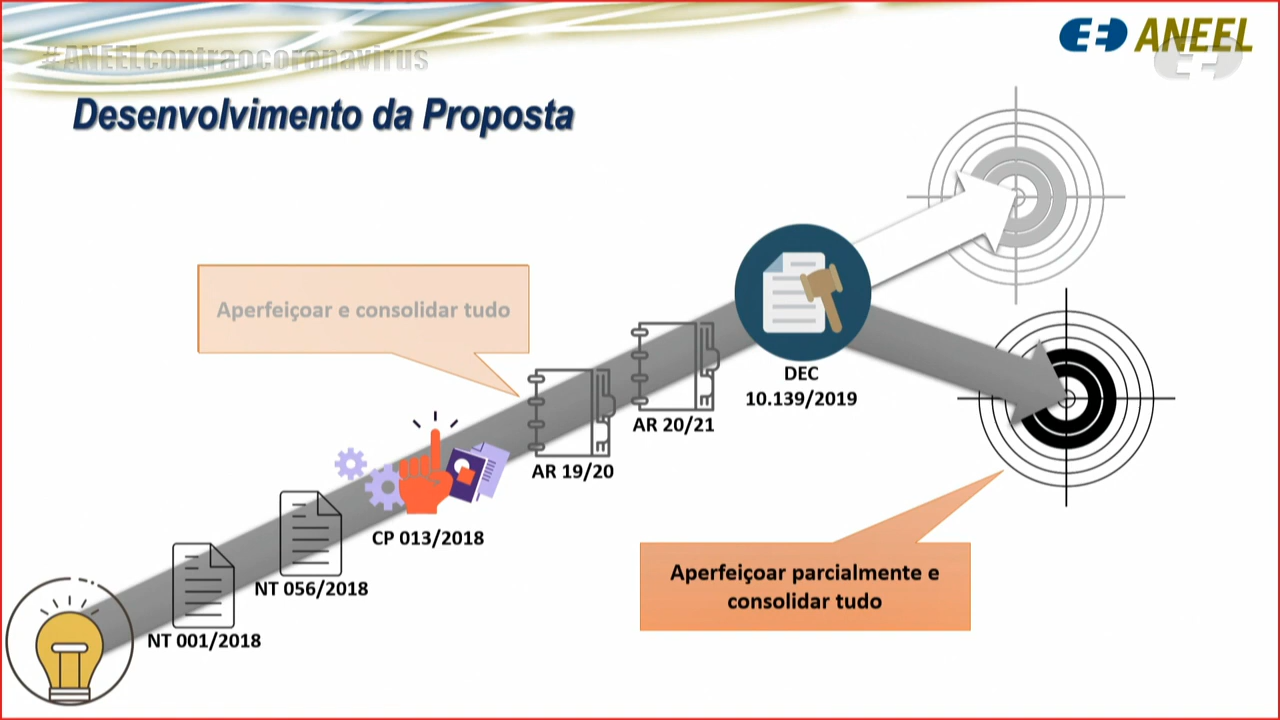 #ANEELcontraocoronavirus
ANEEL
Desenvolvimento da Proposta
Aperfeiçoar e consolidar tudo
DEC
10.139/2019
AR 20/21
AR 19/20
CP 013/2018
NT 056/2018
NT 001/2018
Aperfeiçoar parcialmente e
consolidar tudo